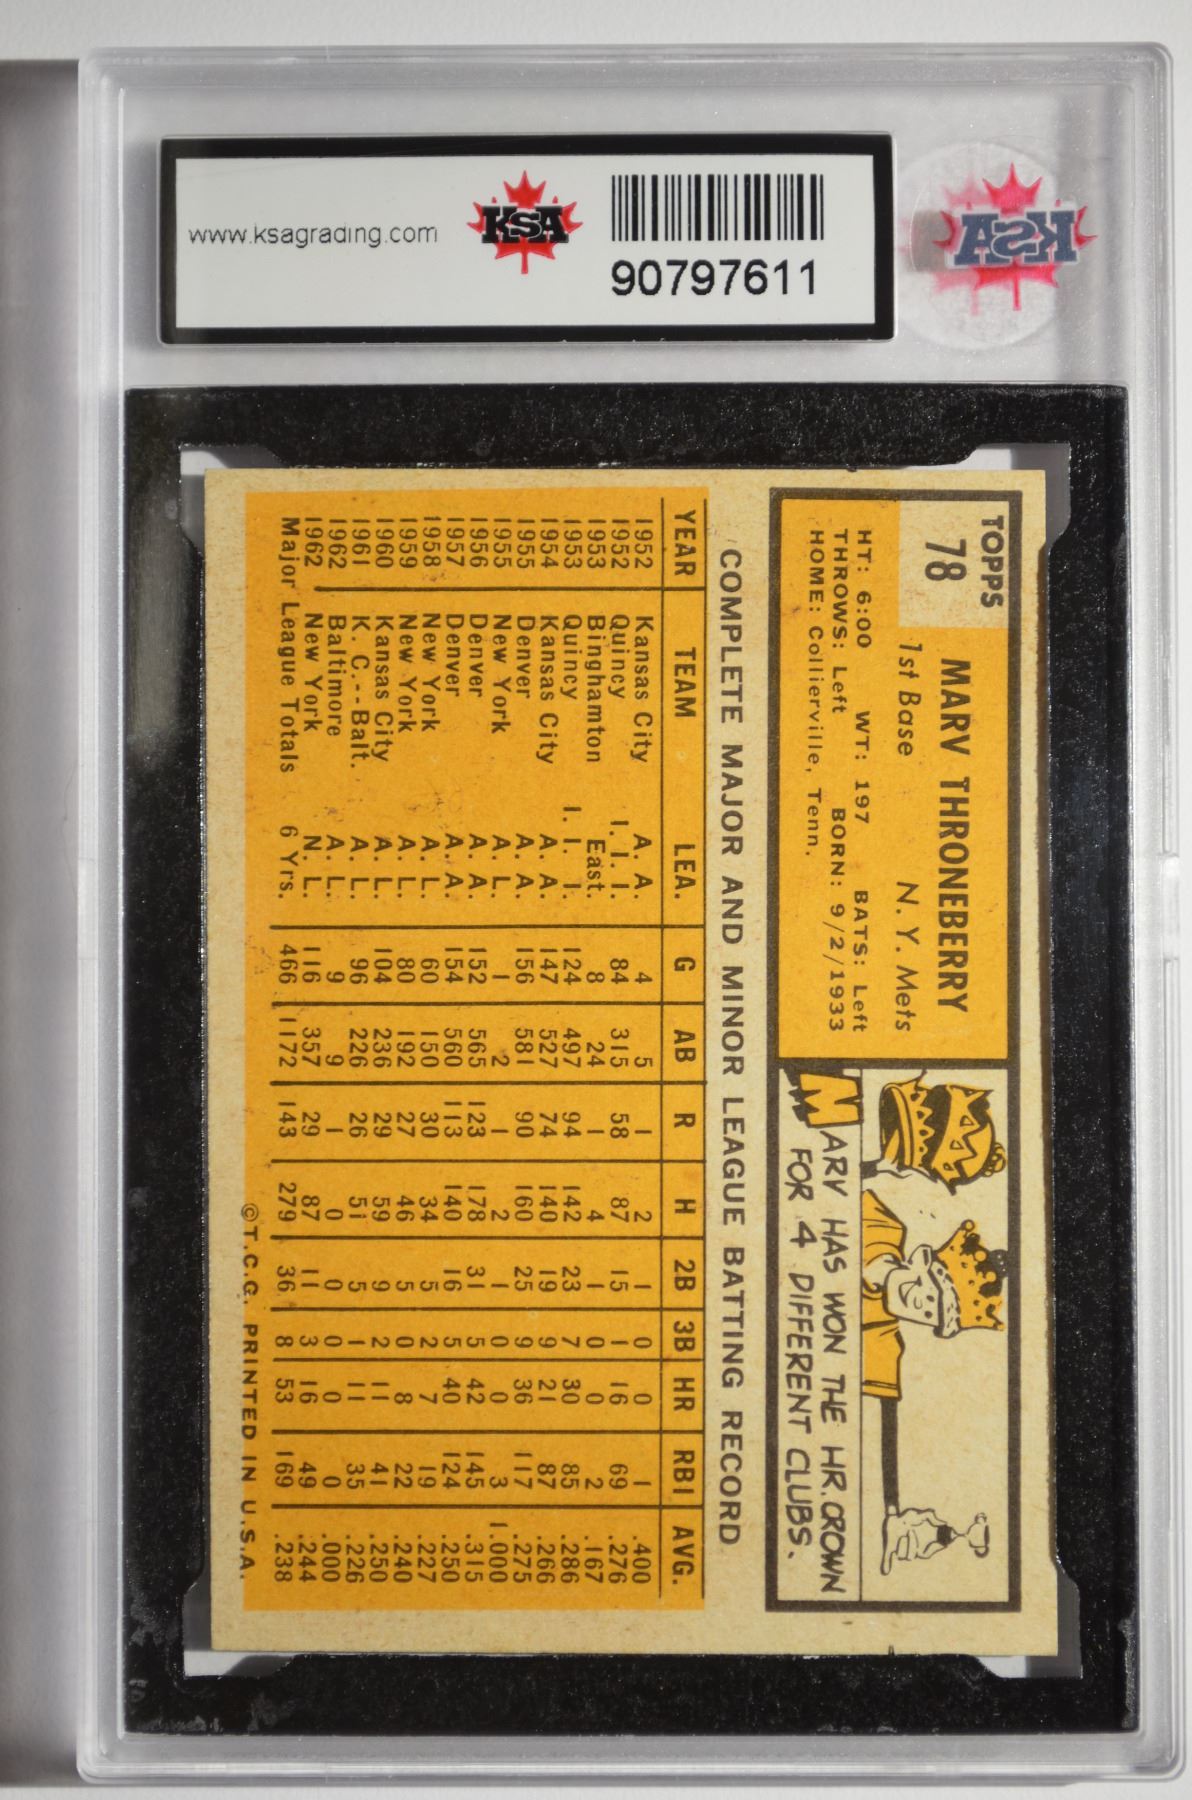 www.ksagrading.com
KSA
90797611
KSA
TOPPS
78
MARV THRONEBERRY
1st Base N. Y. Mets
HT: 6:00 WT: 197 BATS: Left
THROWS: Left BORN: 9/2/1933
HOME: Collierville, Tenn.
MARV HAS WON THE HR. CROWN
FOR 4 DIFFERENT CLUBS.
COMPLETE MAJOR AND MINOR LEAGUE BATTING RECORD
YEAR TEAM LEA. G AB R H 2B 3B HR RBI AVG.
1952 Kansas City A. A. 4 5 1 2 1 0 0 1 .400
1952 Quincy I. I. I. 84 315 58 87 15 1 16 69 .276
1953 Binghamton East. 8 24 1 4 1 0 0 2 .167
1953 Quincy I. I. I. 124 497 94 142 23 7 30 85 .286
1954 Kansas City A. A. 147 527 74 140 19 9 21 87 .266
1955 Denver A. A. 156 581 90 160 25 9 36 117 .275
1955 New York A. L. 1 2 1 2 1 0 0 3 1.000
1956 Denver A. A. 152 565 123 178 31 5 42 145 .315
1957 Denver A. A. 154 560 113 140 16 5 40 124 .250
1958 New York A. L. 60 150 30 34 5 2 7 19 .227
1959 New York A. L. 80 192 27 46 5 0 8 22 .240
1960 Kansas City A. L. 104 236 29 59 9 2 11 41 .250
1961 K. C.--Balt. A. L. 96 226 26 51 5 1 11 35 .226
1962 Baltimore A. L. 9 9 1 0 0 0 0 0 .000
1962 New York N. L. 116 357 29 87 11 3 16 49 .244
Major League Totals 6 Yrs. 466 1172 143 279 36 8 53 169 .238
©T.C.G. PRINTED IN U.S.A.